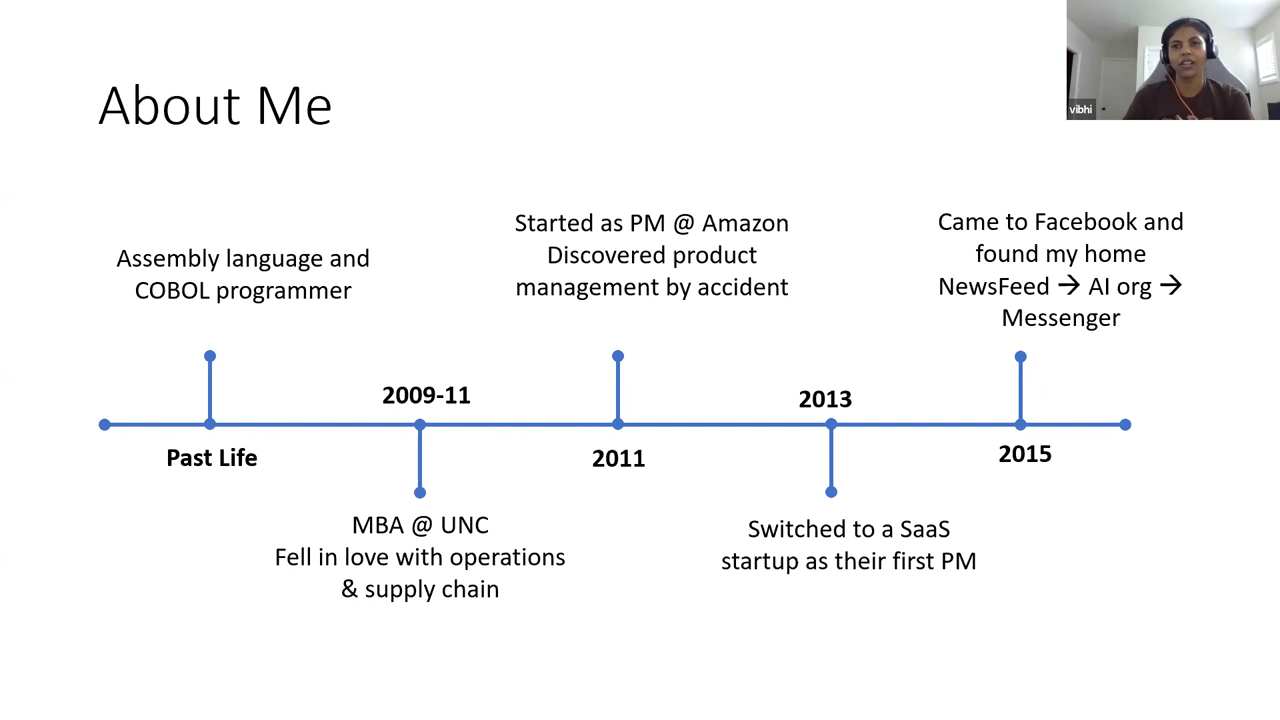 About Me
vibhi
Assembly language and
COBOL programmer
Started as PM @ Amazon
Discovered product
management by accident
Came to Facebook and
found my home
NewsFeed → AI org →
Messenger
2009-11
2013
Past Life
2011
2015
MBA @ UNC
Fell in love with operations
& supply chain
Switched to a SaaS
startup as their first PM